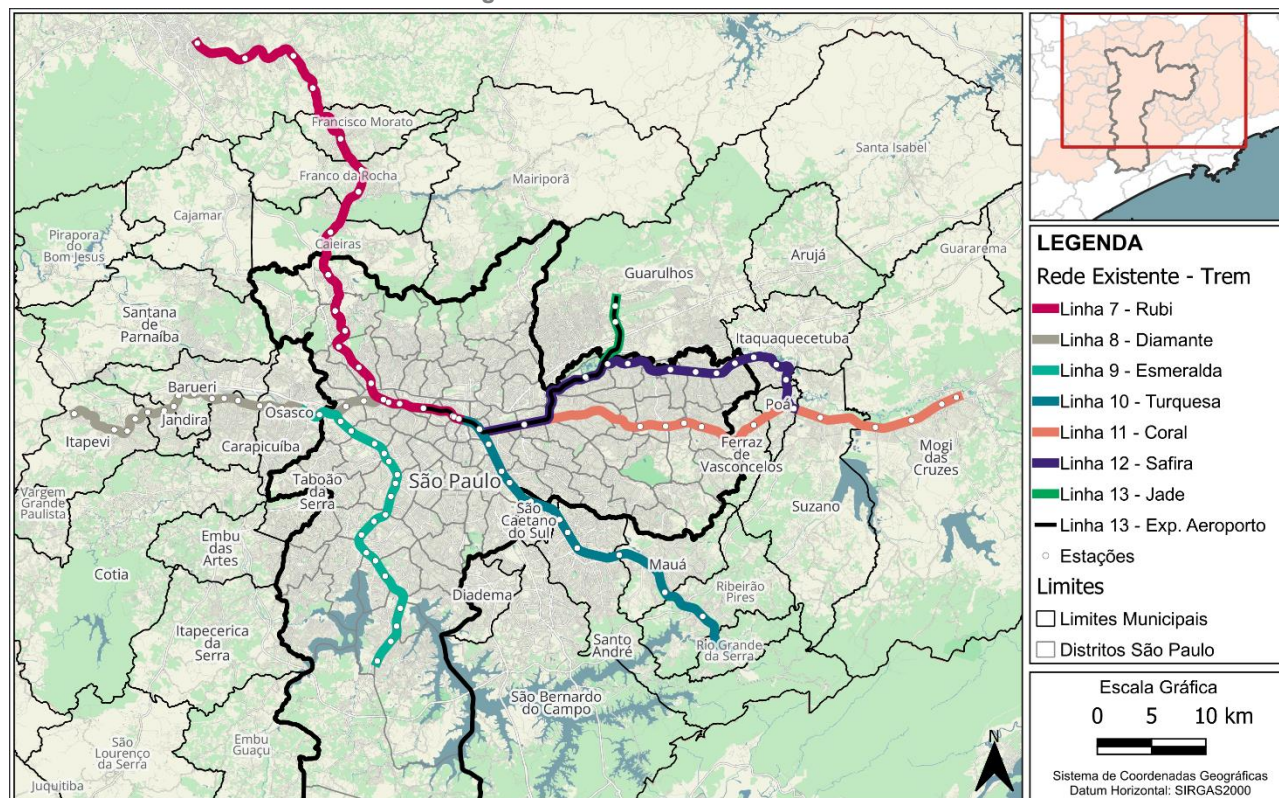 Francisco Morato
Franco da Rocha
Mairiporã
Santa Isabel
Cajamar
Pirapora
do Bom Jesus
Caieiras
Guararema
Arujá
Guarulhos
Santana
de Parnaíba
Itaquaquecetuba
Barueri
Osasco
Jandira
Itapevi
Carapicuíba
Poá
Ferraz
de
Vasconcelos
Mogi
das
Cruzes
Taboão
da
Serra
São Paulo
Vargem
Grande
Paulista
Suzano
São
Caetano
do Sul
Embu
das
Artes
Cotia
Mauá
Ribeirão
Pires
Diadema
Itapecerica
da Serra
Santo
André
Rio Grande
da Serra
São Bernardo
do Campo
São
Lourenço
da Serra
Embu
Guaçu
Juquitiba
N
LEGENDA
Rede Existente - Trem
Linha 7 - Rubi
Linha 8 - Diamante
Linha 9 - Esmeralda
Linha 10 - Turquesa
Linha 11 - Coral
Linha 12 - Safira
Linha 13 - Jade
Linha 13 - Exp. Aeroporto
Estações
Limites
Limites Municipais
Distritos São Paulo
Escala Gráfica
0 5 10 km
Sistema de Coordenadas Geográficas
Datum Horizontal: SIRGAS2000